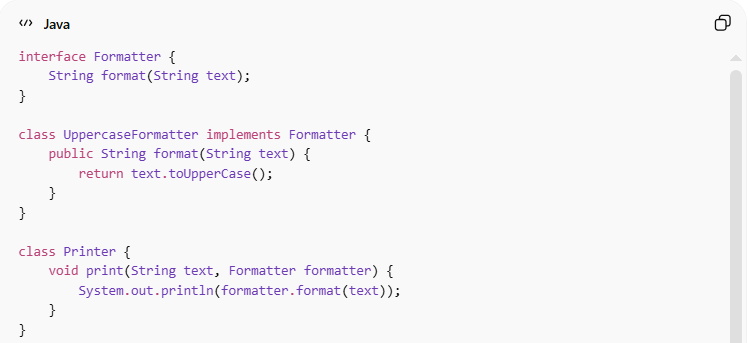 Java
interface Formatter {
    String format(String text);
}

class UppercaseFormatter implements Formatter {
    public String format(String text) {
        return text.toUpperCase();
    }
}

class Printer {
    void print(String text, Formatter formatter) {
        System.out.println(formatter.format(text));
    }
}